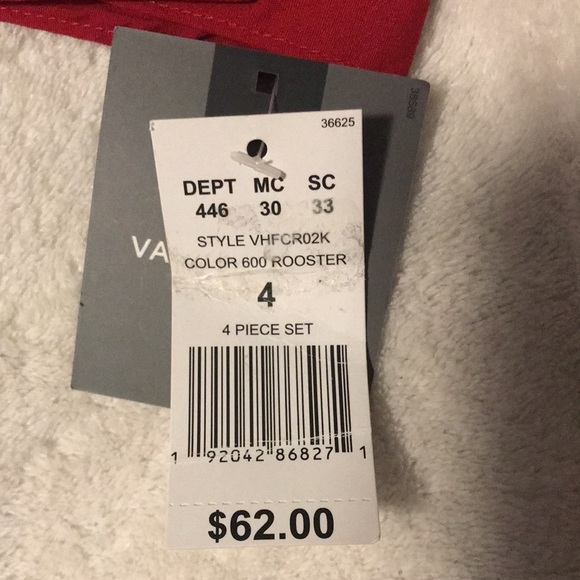 36625
DEPT MC SC
446 30 33
STYLE VHFCR02K
COLOR 600 ROOSTER
4
4 PIECE SET
1 92042 86827 1
$62.00
VA